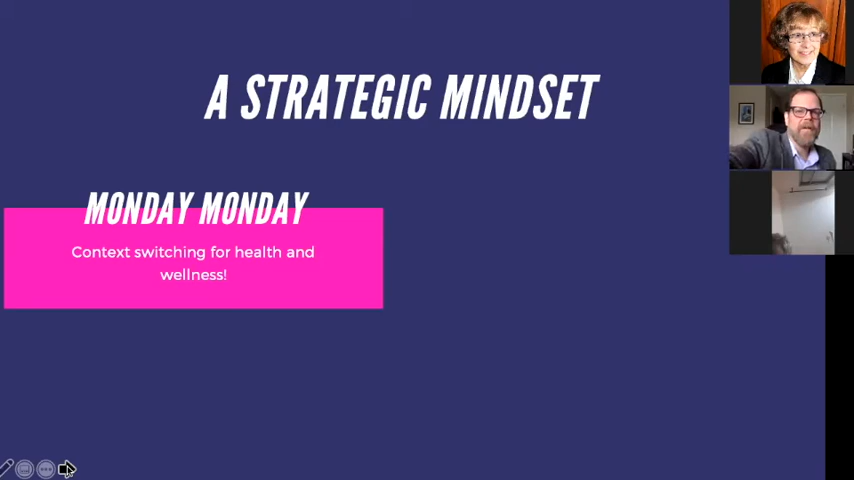 A STRATEGIC MINDSET
MONDAY MONDAY
Context switching for health and
wellness!